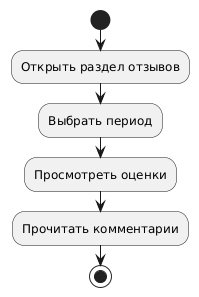 Открыть раздел отзывов
Выбрать период
Просмотреть оценки
Прочитать комментарии